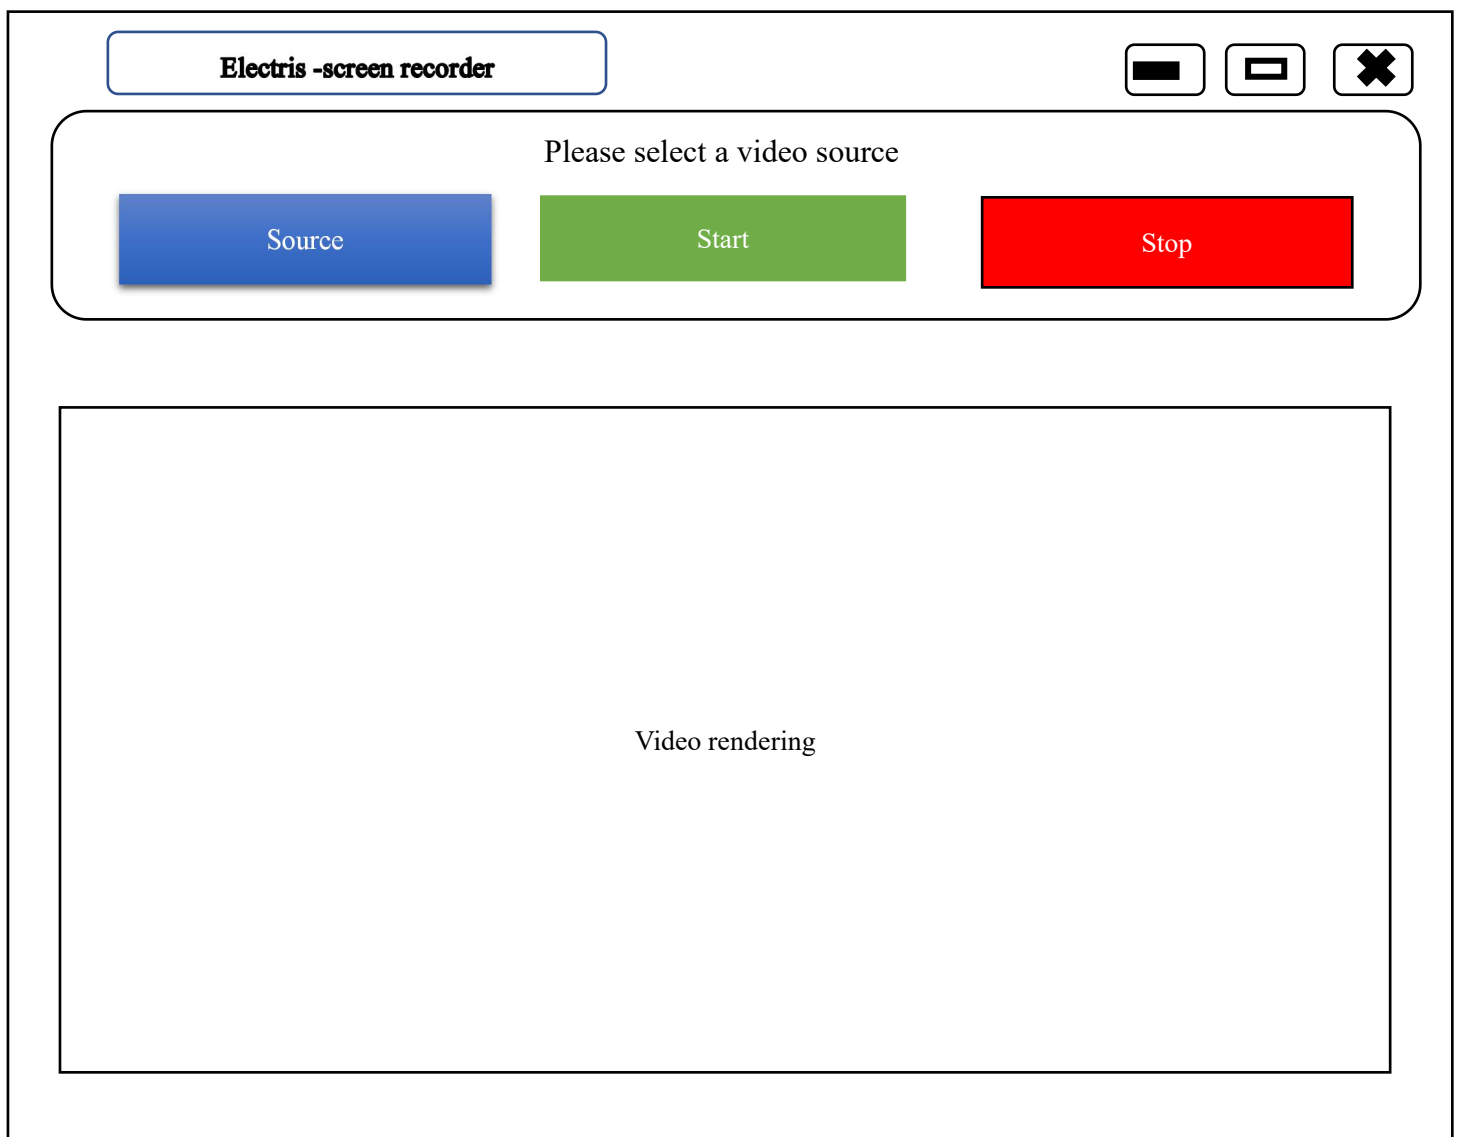 Electris -screen recorder
Please select a video source
Source
Start
Stop
Video rendering